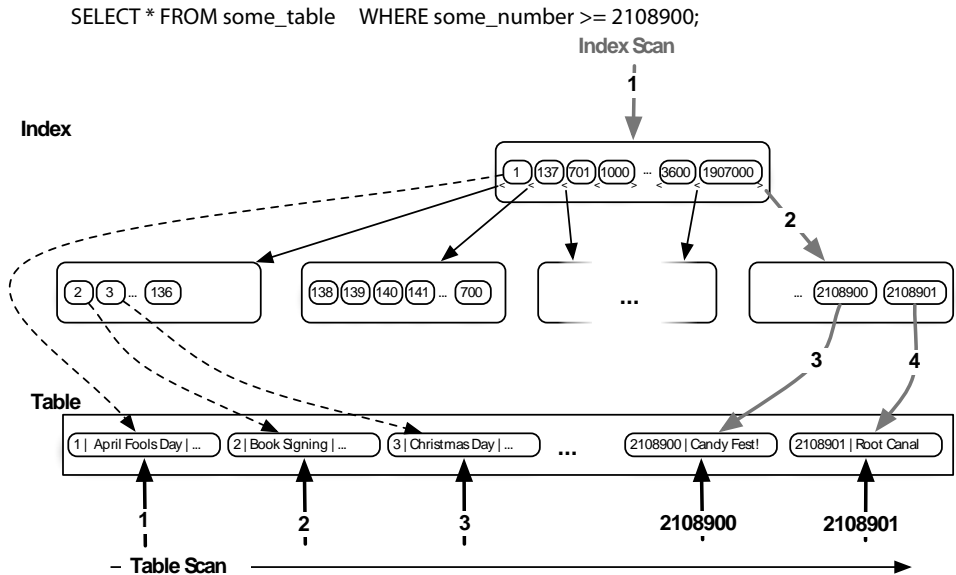 SELECT * FROM some_table WHERE some_number >= 2108900;
Index Scan
1
Index
1 137 701 1000 ... 3600 1907000
< < < < > < < >
2
2 3 ... 136
138 139 140 141 ... 700
...
... 2108900 2108901
3 4
Table
1 | April Fools Day | ...
2 | Book Signing | ...
3 | Christmas Day | ...
...
2108900 | Candy Fest!
2108901 | Root Canal
1 2 3 2108900 2108901
Table Scan